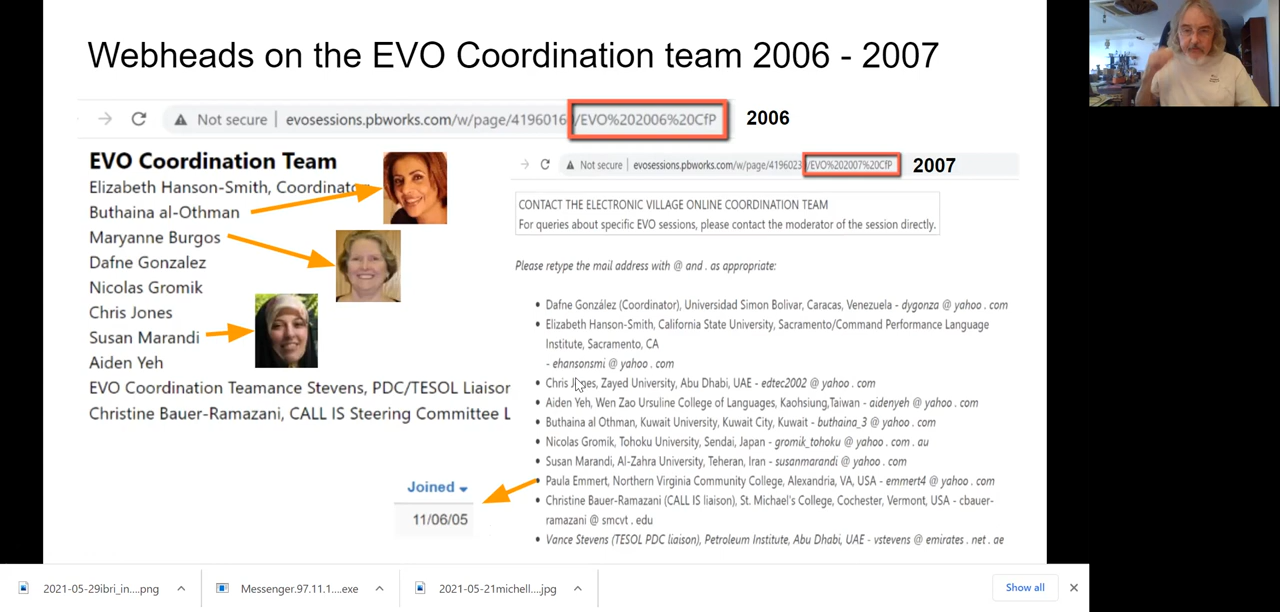 Webheads on the EVO Coordination team 2006 - 2007
Not secure | evosessions.pbworks.com/w/page/4196016/EVO%202006%20CfP
2006
EVO Coordination Team
Elizabeth Hanson-Smith, Coordinator
Buthaina al-Othman
Maryanne Burgos
Dafne Gonzalez
Nicolas Gromik
Chris Jones
Susan Marandi
Aiden Yeh
EVO Coordination Teamance Stevens, PDC/TESOL Liaison
Christine Bauer-Ramazani, CALL IS Steering Committee L
Not secure | evosessions.pbworks.com/w/page/4196023/EVO%202007%20CfP
2007
CONTACT THE ELECTRONIC VILLAGE ONLINE COORDINATION TEAM
For queries about specific EVO sessions, please contact the moderator of the session directly.
Please retype the mail address with @ and . as appropriate:
• Dafne González (Coordinator), Universidad Simon Bolivar, Caracas, Venezuela - dygonza @ yahoo . com
• Elizabeth Hanson-Smith, California State University, Sacramento/Command Performance Language
Institute, Sacramento, CA
- ehansonsmi @ yahoo . com
• Chris Jones, Zayed University, Abu Dhabi, UAE - edtec2002 @ yahoo . com
• Aiden Yeh, Wen Zao Ursuline College of Languages, Kaohsiung,Taiwan - aidenyeh @ yahoo . com
• Buthaina al Othman, Kuwait University, Kuwait City, Kuwait - buthaina_3 @ yahoo . com
• Nicolas Gromik, Tohoku University, Sendai, Japan - gromik_tohoku @ yahoo . com . au
• Susan Marandi, Al-Zahra University, Teheran, Iran - susanmarandi @ yahoo . com
• Paula Emmert, Northern Virginia Community College, Alexandria, VA, USA - emmert4 @ yahoo . com
• Christine Bauer-Ramazani (CALL IS liaison), St. Michael's College, Cochester, Vermont, USA - cbauer-
ramazani @ smcvt . edu
• Vance Stevens (TESOL PDC liaison), Petroleum Institute, Abu Dhabi, UAE - vstevens @ emirates . net . ae
Joined
11/06/05
2021-05-29ibri_in....png
Messenger.97.11.1....exe
2021-05-21michell....jpg
Show all